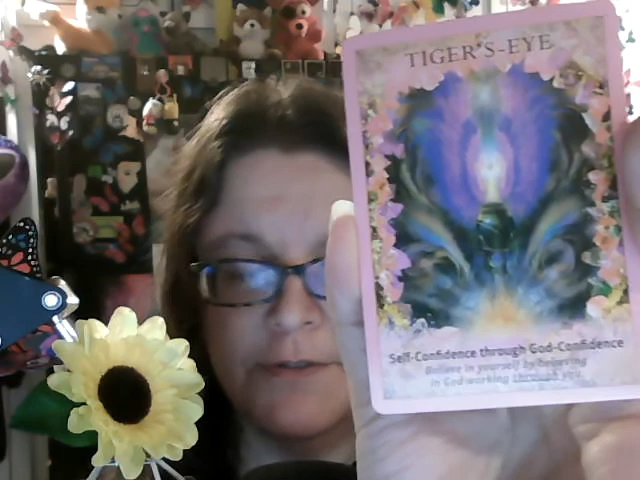 TIGER'S-EYE
Self-Confidence through God-Confidence
Believe in yourself by believing
in God working through you.